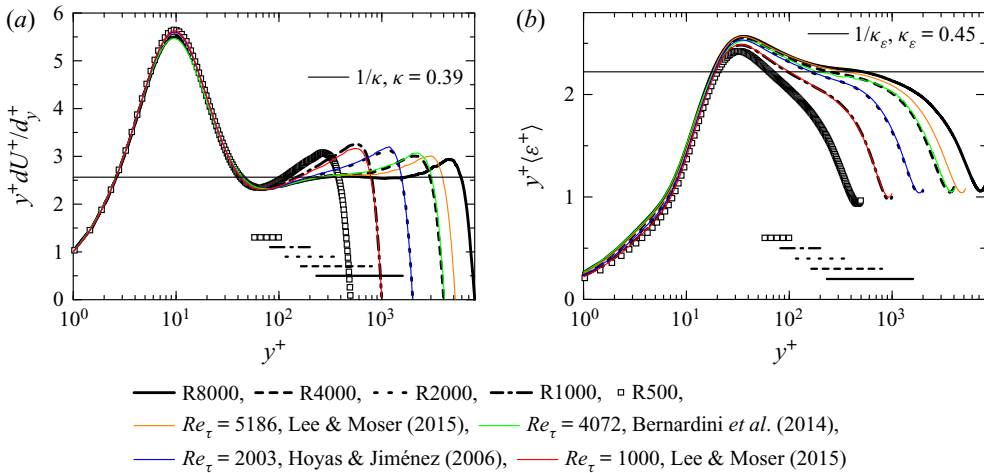 (a)
6
5
4
3
2
1
0
y⁺dU⁺/d_y⁺
1/κ, κ = 0.39
10⁰ 10¹ 10² 10³
y⁺
(b)
2
1
0
y⁺⟨ε⁺⟩
1/κ_ε, κ_ε = 0.45
10⁰ 10¹ 10² 10³
y⁺
R8000, R4000, R2000, R1000, R500,
Re_τ = 5186, Lee & Moser (2015), Re_τ = 4072, Bernardini et al. (2014),
Re_τ = 2003, Hoyas & Jiménez (2006), Re_τ = 1000, Lee & Moser (2015)